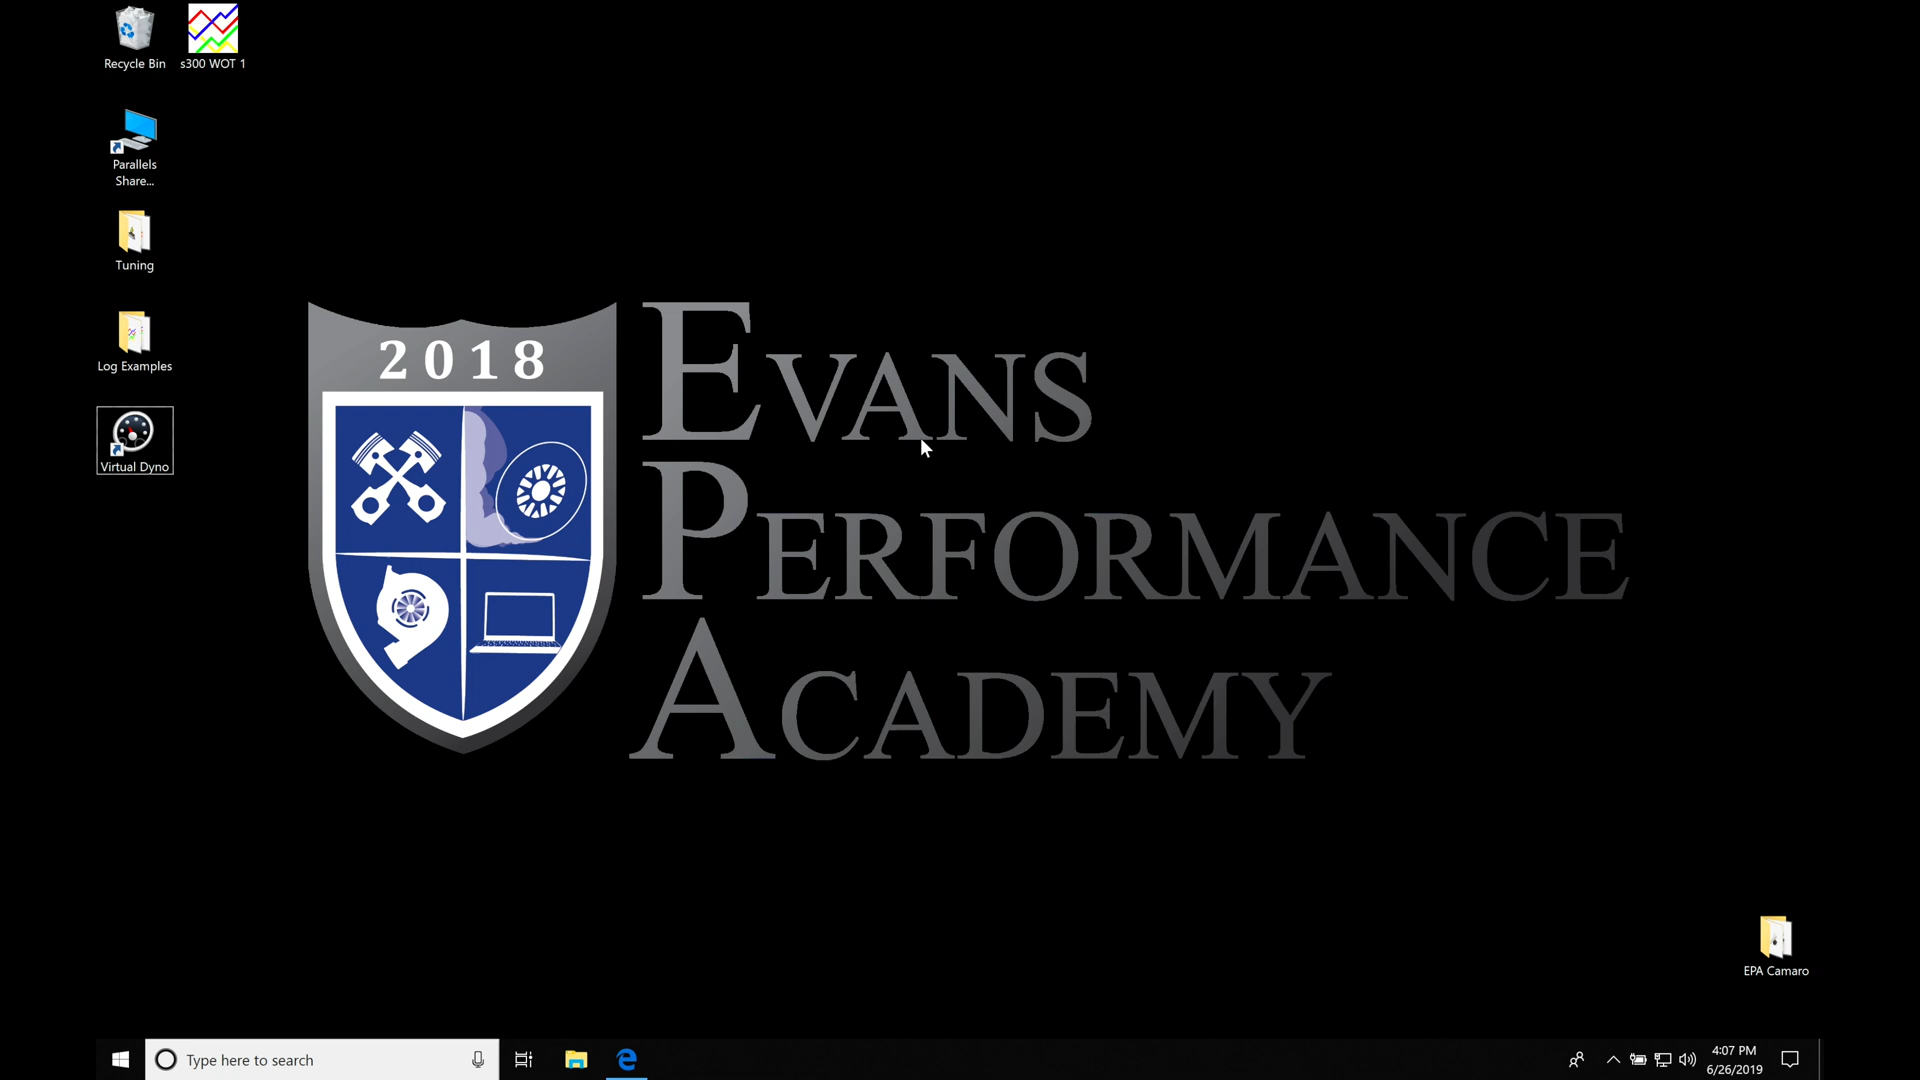 Recycle Bin
s300 WOT 1
Parallels
Share...
Tuning
Log Examples
Virtual Dyno
2018
EVANS
PERFORMANCE
ACADEMY
EPA Camaro
Type here to search
4:07 PM
6/26/2019